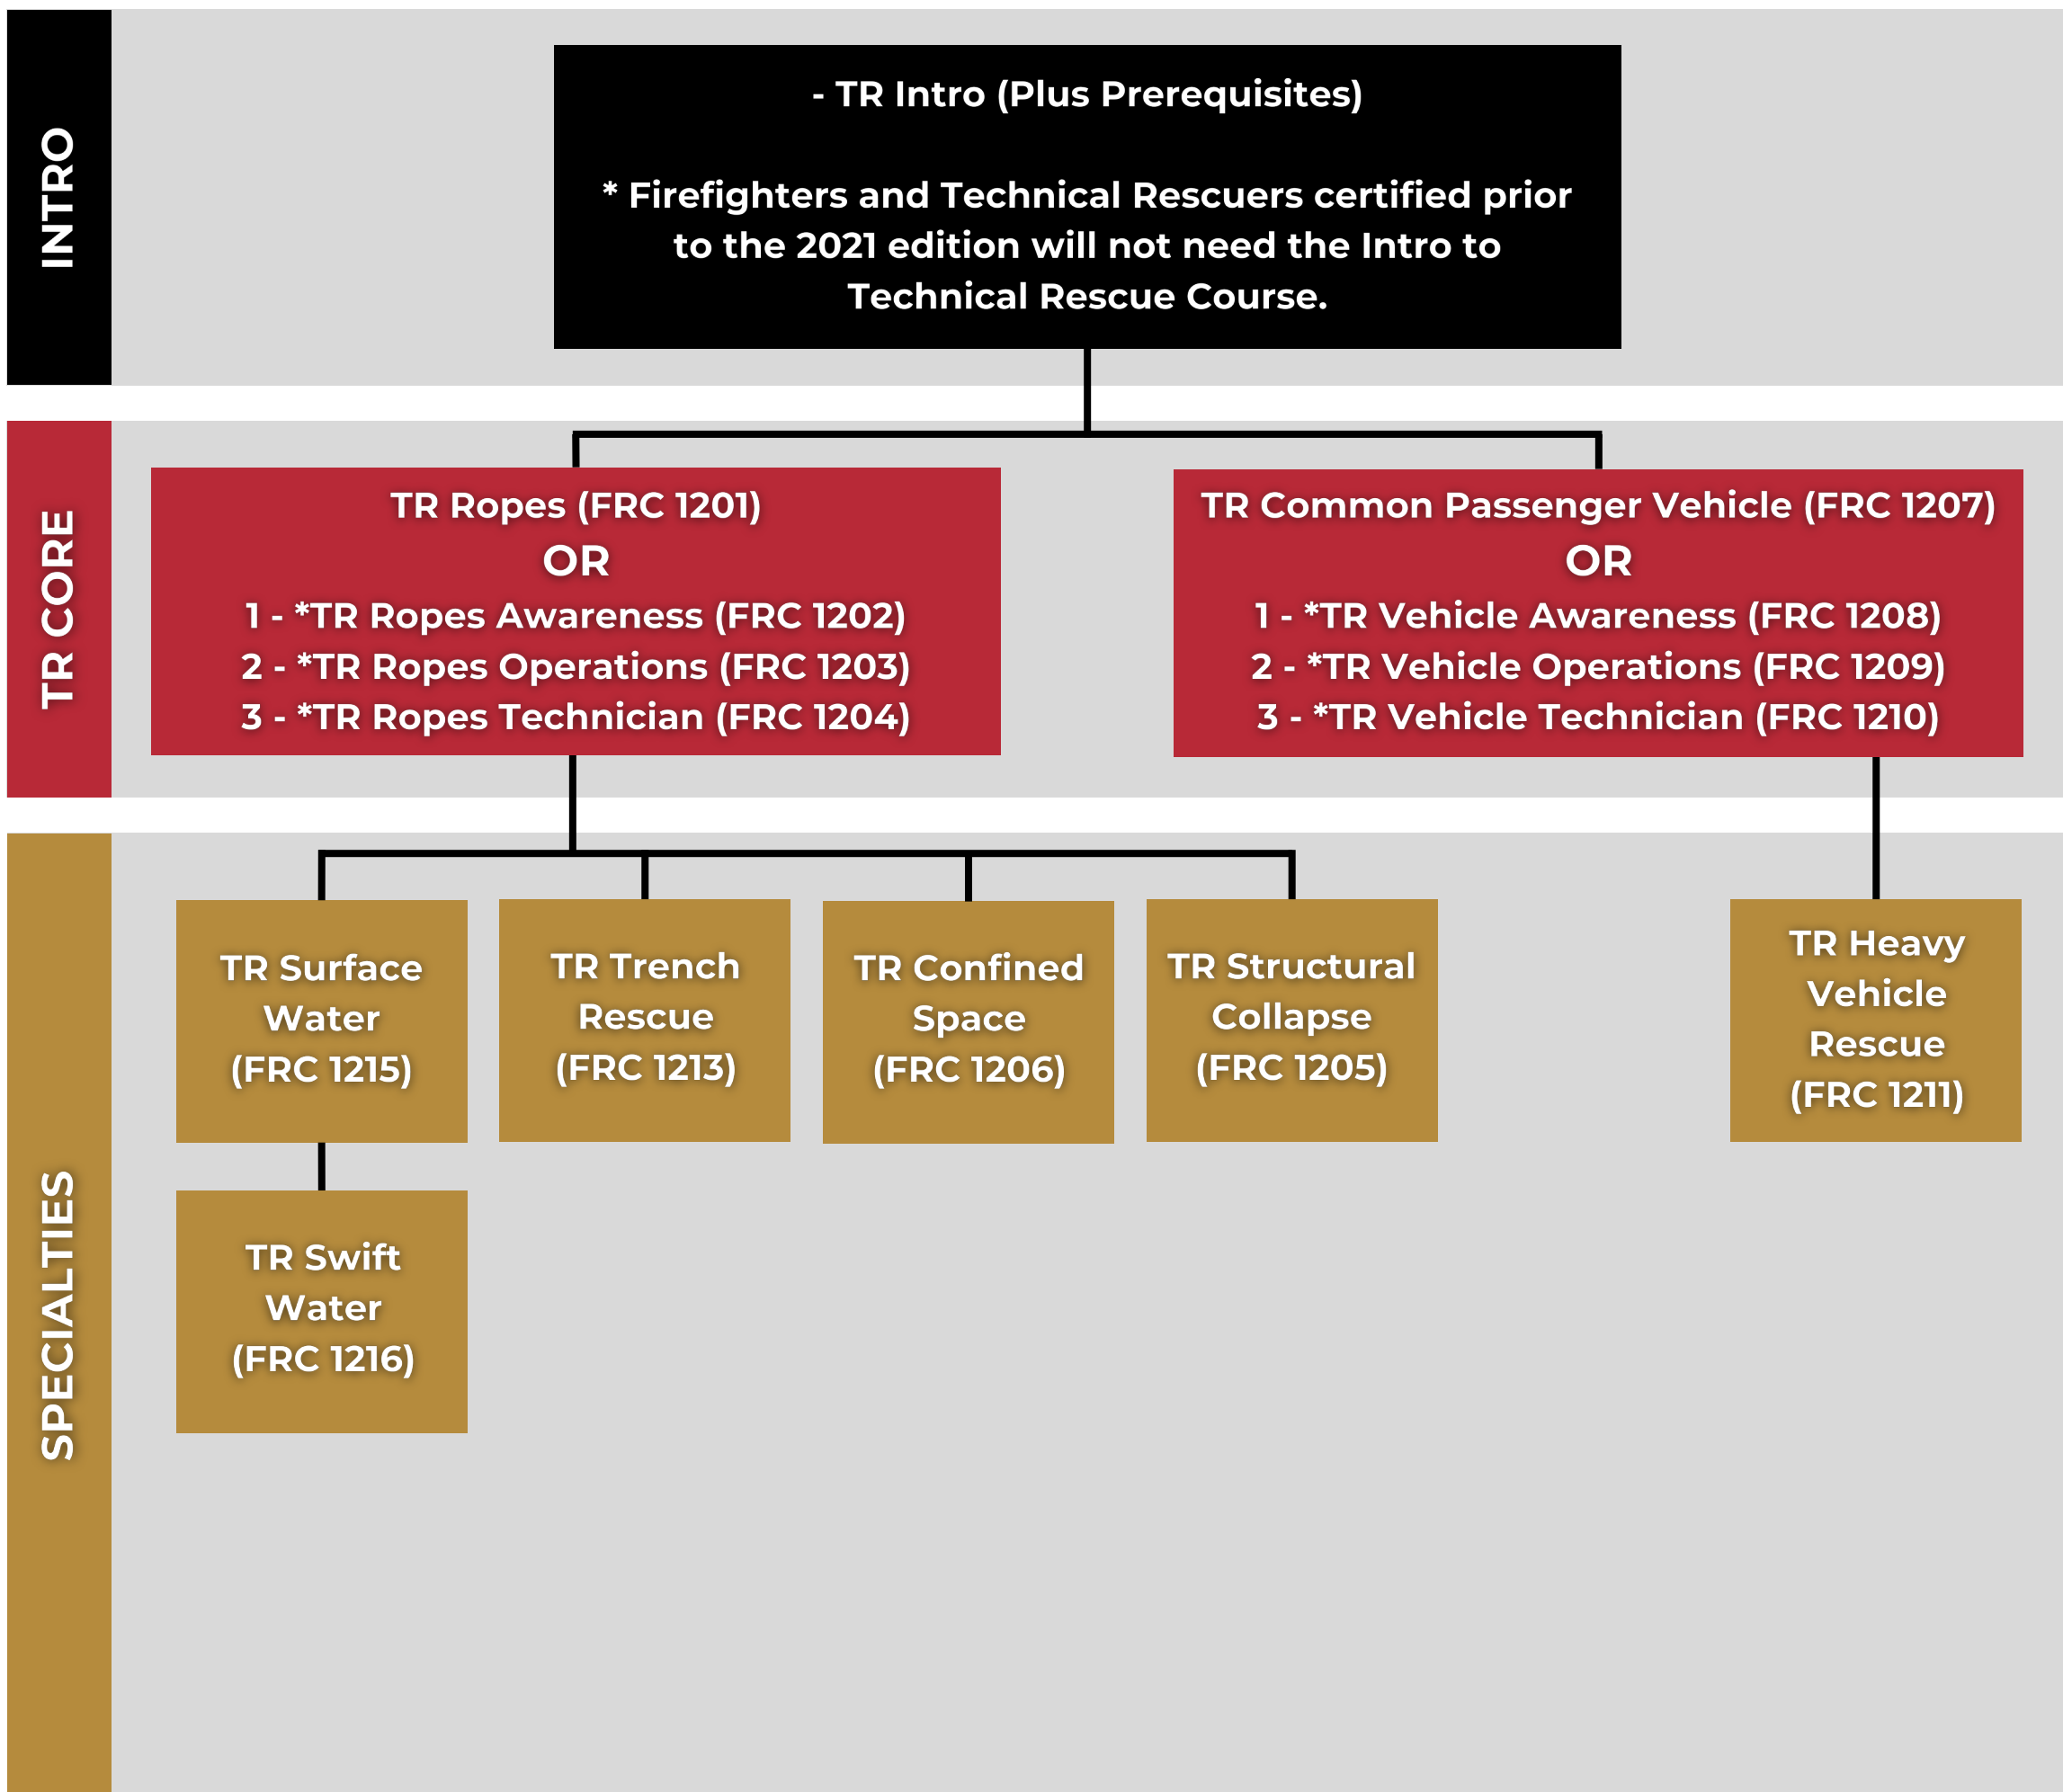 INTRO
- TR Intro (Plus Prerequisites)
* Firefighters and Technical Rescuers certified prior
to the 2021 edition will not need the Intro to
Technical Rescue Course.
TR CORE
TR Ropes (FRC 1201)
OR
1 - *TR Ropes Awareness (FRC 1202)
2 - *TR Ropes Operations (FRC 1203)
3 - *TR Ropes Technician (FRC 1204)
TR Common Passenger Vehicle (FRC 1207)
OR
1 - *TR Vehicle Awareness (FRC 1208)
2 - *TR Vehicle Operations (FRC 1209)
3 - *TR Vehicle Technician (FRC 1210)
SPECIALTIES
TR Surface
Water
(FRC 1215)
TR Trench
Rescue
(FRC 1213)
TR Confined
Space
(FRC 1206)
TR Structural
Collapse
(FRC 1205)
TR Heavy
Vehicle
Rescue
(FRC 1211)
TR Swift
Water
(FRC 1216)